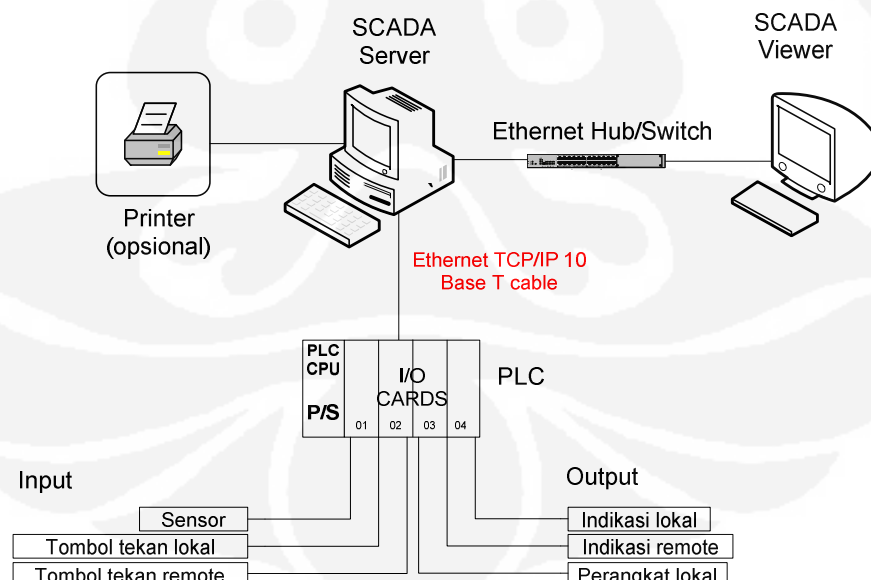 SCADA
Server
SCADA
Viewer
Ethernet Hub/Switch
Printer
(opsional)
Ethernet TCP/IP 10
Base T cable
PLC
CPU
P/S
I/O
CARDS
01
02
03
04
PLC
Input
Output
Sensor
Tombol tekan lokal
Tombol tekan remote
Indikasi lokal
Indikasi remote
Perangkat lokal